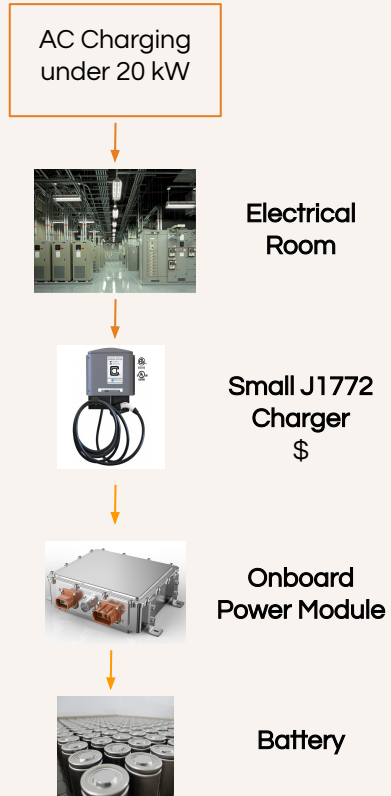 AC Charging
under 20 kW
Electrical
Room
Small J1772
Charger
$
Onboard
Power Module
Battery